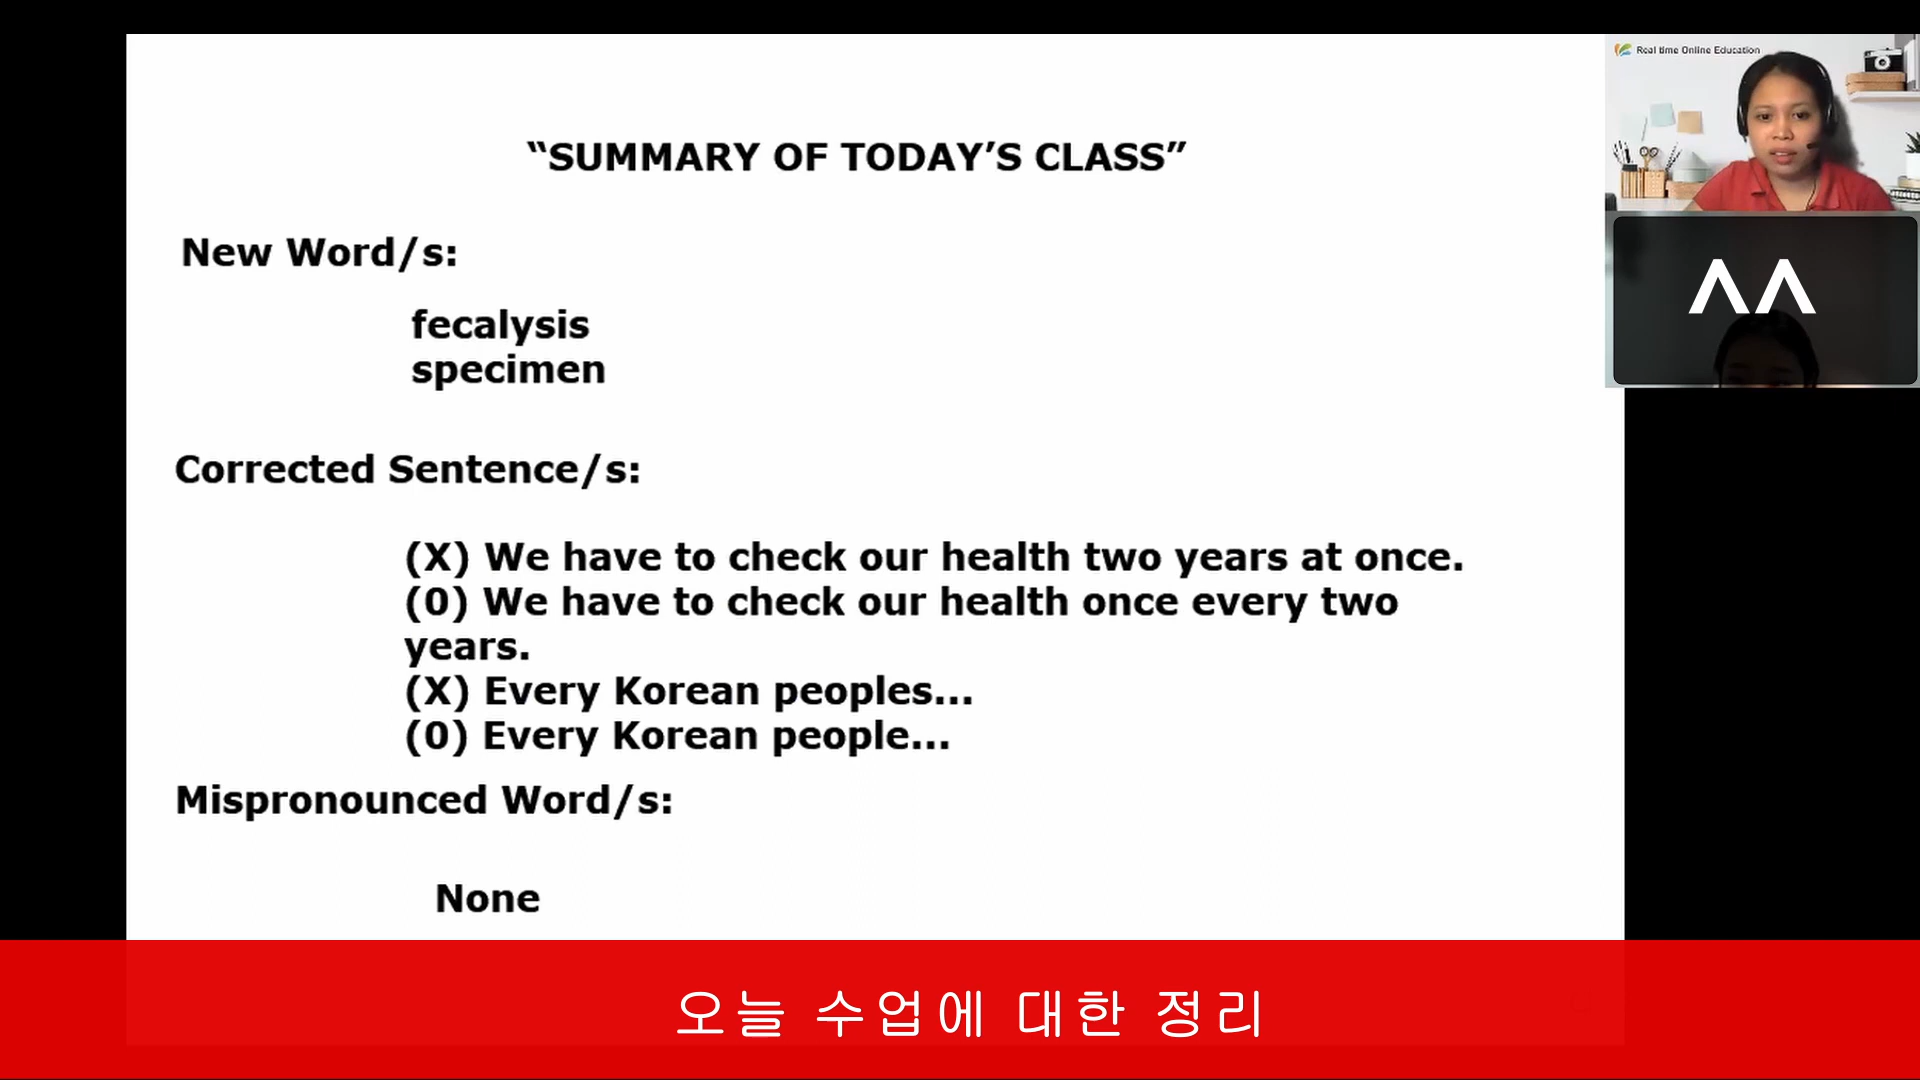 Real time Online Education
“SUMMARY OF TODAY’S CLASS”
New Word/s:
fecalysis
specimen
Corrected Sentence/s:
(X) We have to check our health two years at once.
(0) We have to check our health once every two
years.
(X) Every Korean peoples...
(0) Every Korean people...
Mispronounced Word/s:
None
오늘 수업에 대한 정리